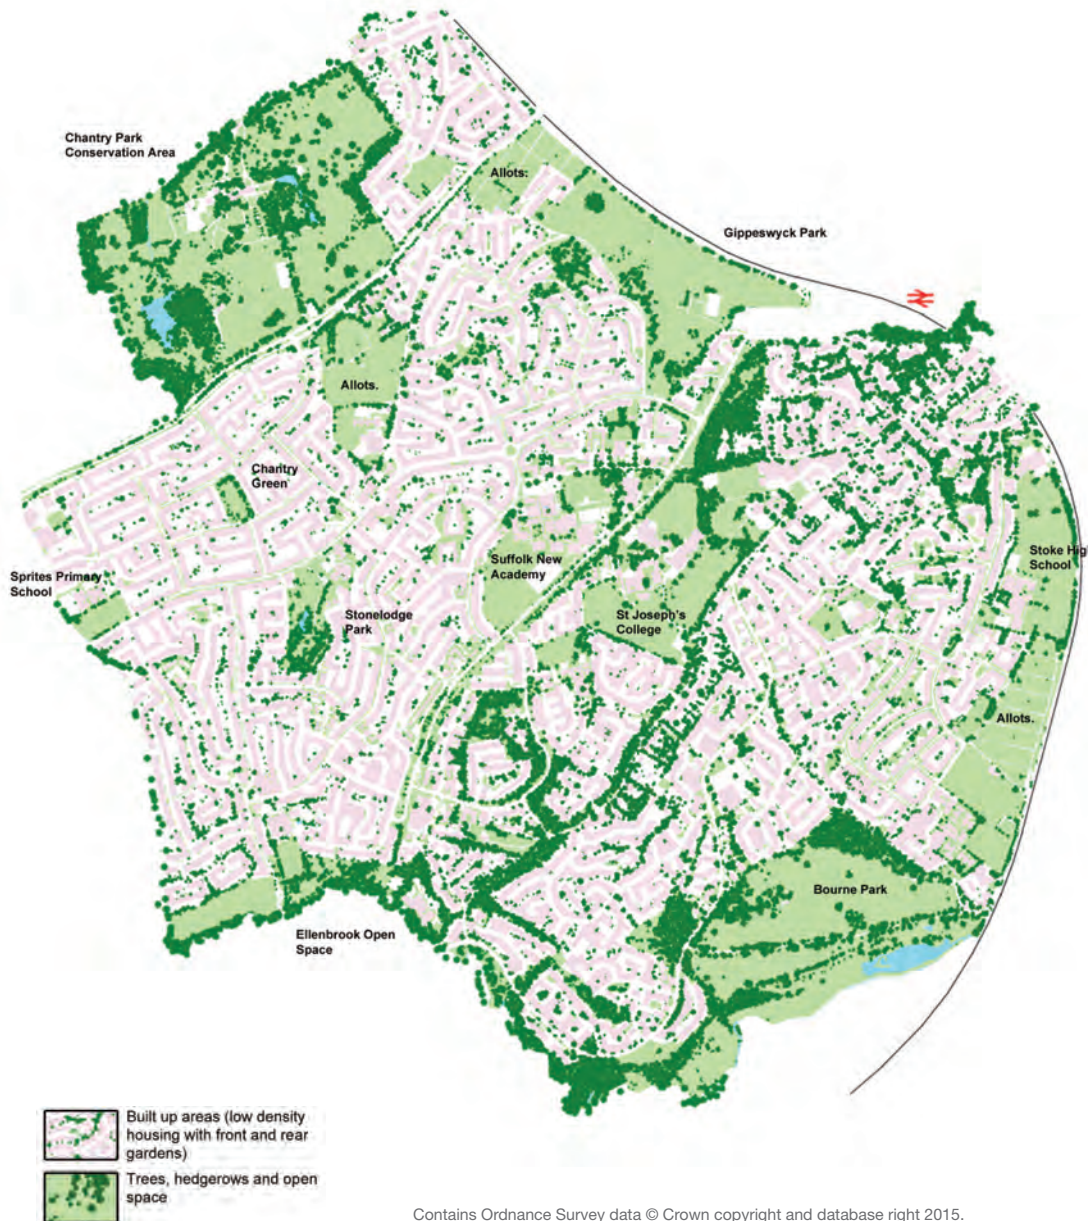 Chantry Park
Conservation Area
Allots:
Gippeswyck Park
Allots.
Chantry
Green
Suffolk New
Academy
Stoke High
School
Sprites Primary
School
Stonelodge
Park
St Joseph's
College
Allots.
Bourne Park
Ellenbrook Open
Space
Built up areas (low density
housing with front and rear
gardens)
Trees, hedgerows and open
space
Contains Ordnance Survey data © Crown copyright and database right 2015.